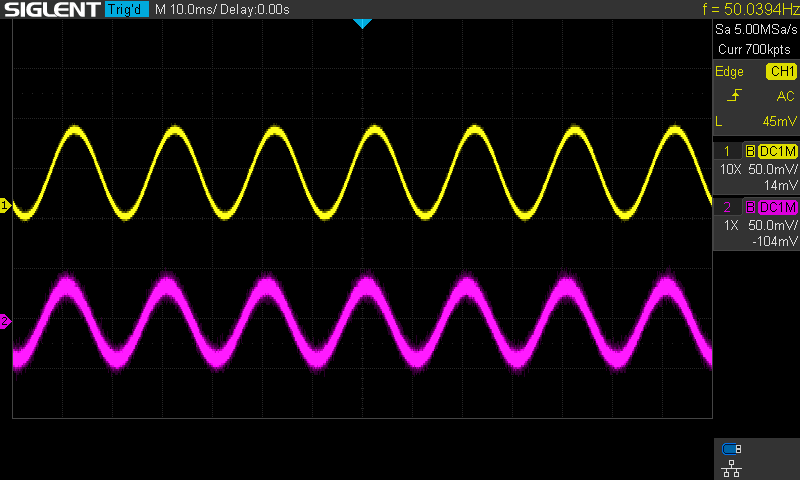 SIGLENT Trig'd M 10.0ms/ Delay:0.00s f = 50.0394Hz
Sa 5.00MSa/s
Curr 700kpts
Edge CH1
AC
L 45mV
1 B DC1M
10X 50.0mV/
14mV
2 B DC1M
1X 50.0mV/
-104mV
1
2